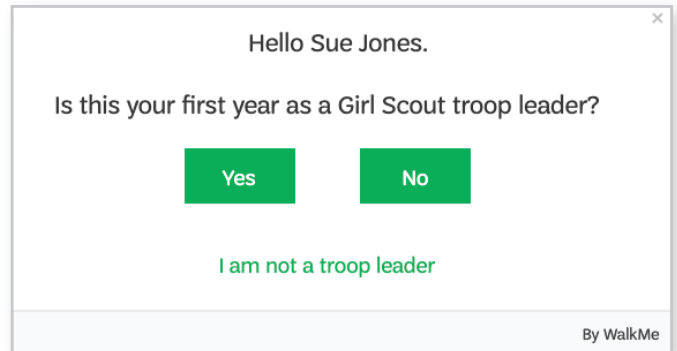 ×
Hello Sue Jones.
Is this your first year as a Girl Scout troop leader?
Yes No
I am not a troop leader
By WalkMe